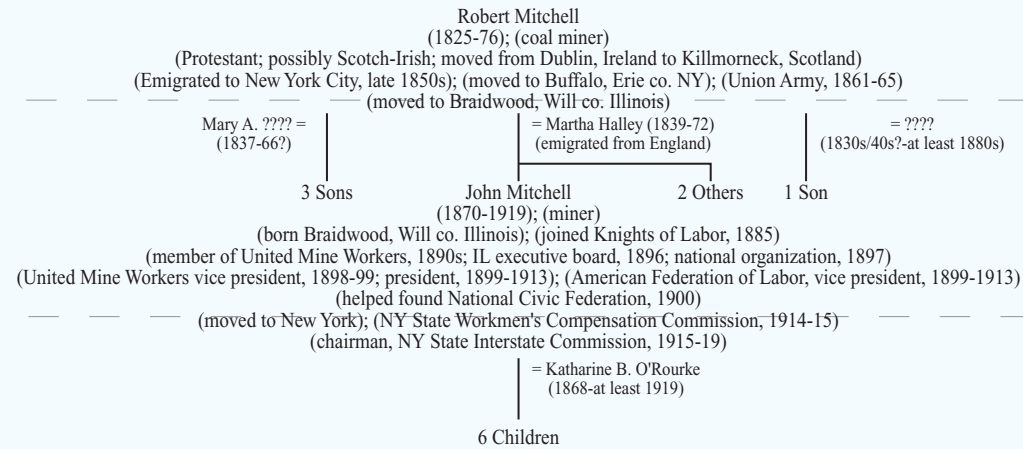 Robert Mitchell
(1825-76); (coal miner)
(Protestant; possibly Scotch-Irish; moved from Dublin, Ireland to Killmorneck, Scotland)
(Emigrated to New York City, late 1850s); (moved to Buffalo, Erie co. NY); (Union Army, 1861-65)
(moved to Braidwood, Will co. Illinois)
Mary A. ???? =
(1837-66?)
= Martha Halley (1839-72)
(emigrated from England)
= ????
(1830s/40s?-at least 1880s)
3 Sons
John Mitchell
2 Others
1 Son
(1870-1919); (miner)
(born Braidwood, Will co. Illinois); (joined Knights of Labor, 1885)
(member of United Mine Workers, 1890s; IL executive board, 1896; national organization, 1897)
(United Mine Workers vice president, 1898-99; president, 1899-1913); (American Federation of Labor, vice president, 1899-1913)
(helped found National Civic Federation, 1900)
(moved to New York); (NY State Workmen's Compensation Commission, 1914-15)
(chairman, NY State Interstate Commission, 1915-19)
= Katharine B. O'Rourke
(1868-at least 1919)
6 Children